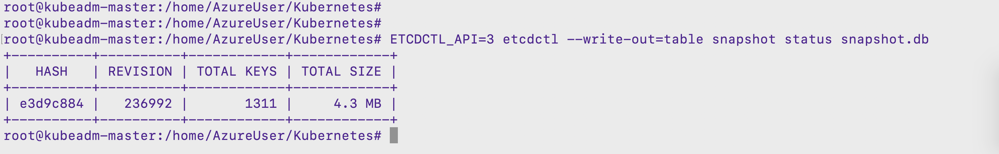 root@kubeadm-master:/home/AzureUser/Kubernetes#
root@kubeadm-master:/home/AzureUser/Kubernetes#
[root@kubeadm-master:/home/AzureUser/Kubernetes# ETCDCTL_API=3 etcdctl --write-out=table snapshot status snapshot.db
+----------+----------+------------+------------+
|   HASH   | REVISION | TOTAL KEYS | TOTAL SIZE |
+----------+----------+------------+------------+
| e3d9c884 |   236992 |       1311 |     4.3 MB |
+----------+----------+------------+------------+
root@kubeadm-master:/home/AzureUser/Kubernetes#